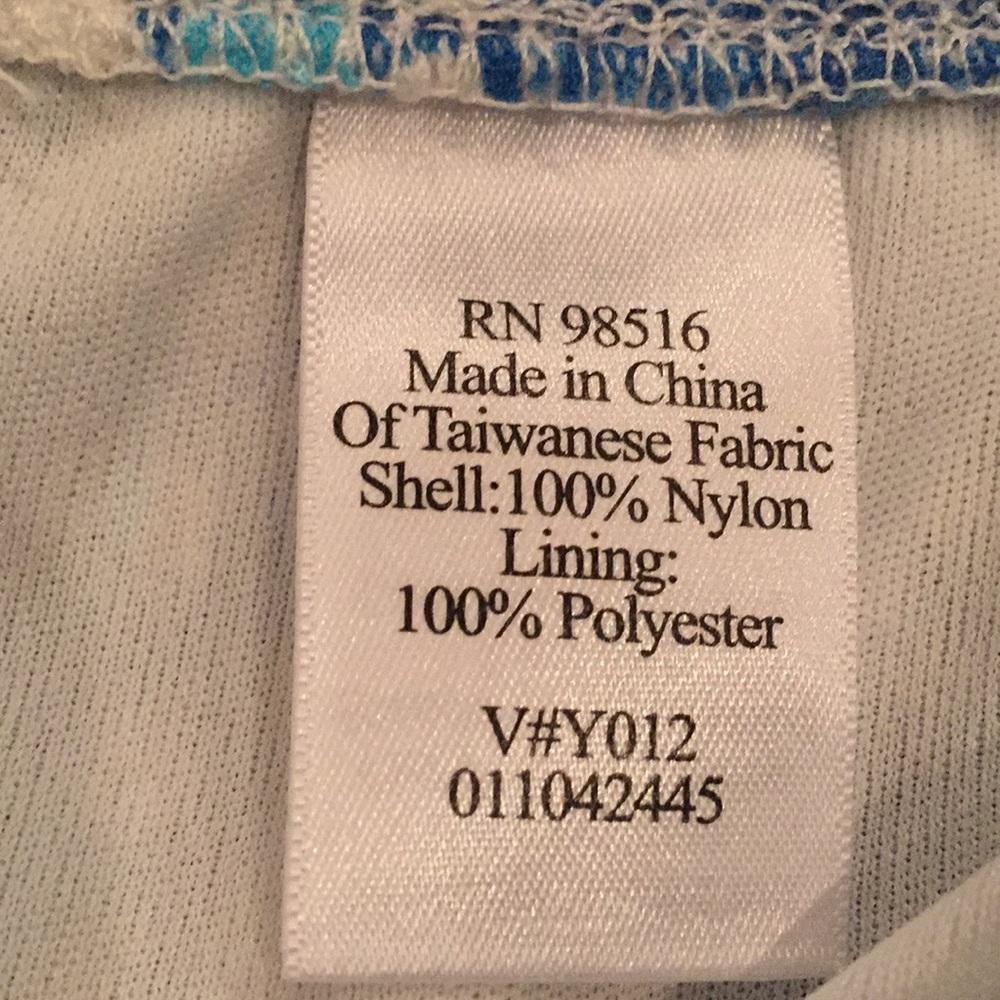 RN 98516
Made in China
Of Taiwanese Fabric
Shell:100% Nylon
Lining:
100% Polyester
V#Y012
011042445